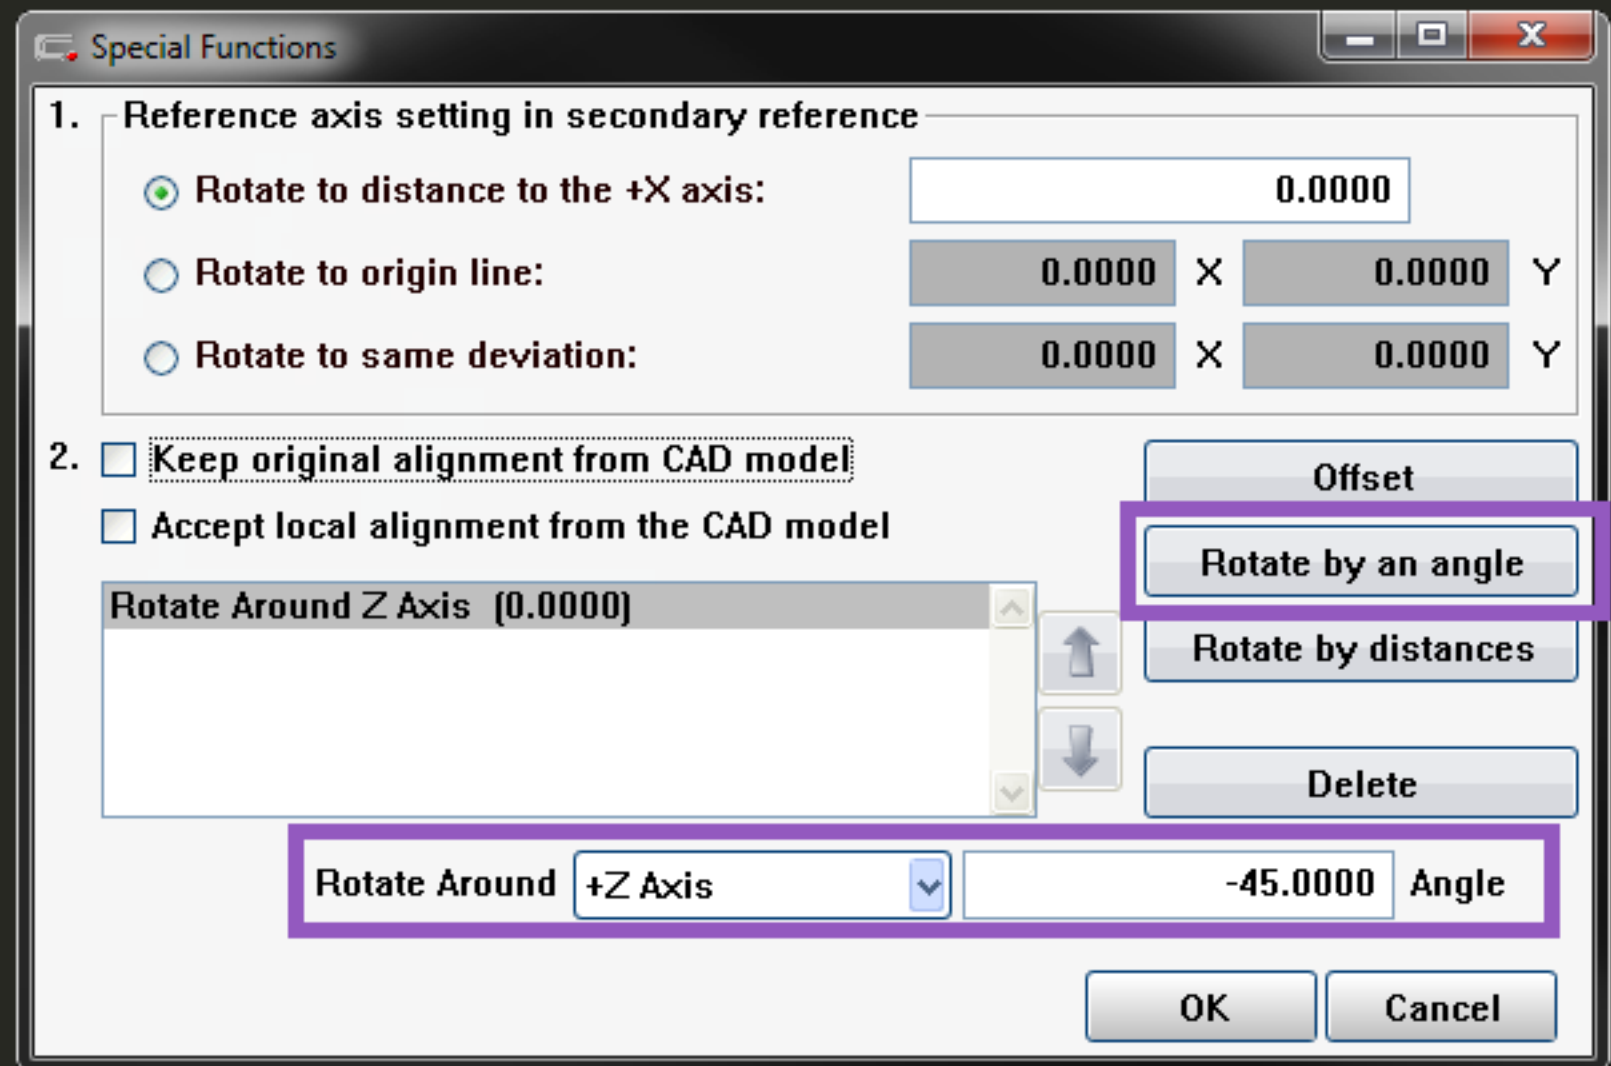 Special Functions
1. Reference axis setting in secondary reference
Rotate to distance to the +X axis: 0.0000
Rotate to origin line: 0.0000 X 0.0000 Y
Rotate to same deviation: 0.0000 X 0.0000 Y
2. Keep original alignment from CAD model
Offset
Accept local alignment from the CAD model
Rotate by an angle
Rotate Around Z Axis (0.0000)
Rotate by distances
Delete
Rotate Around +Z Axis -45.0000 Angle
OK Cancel